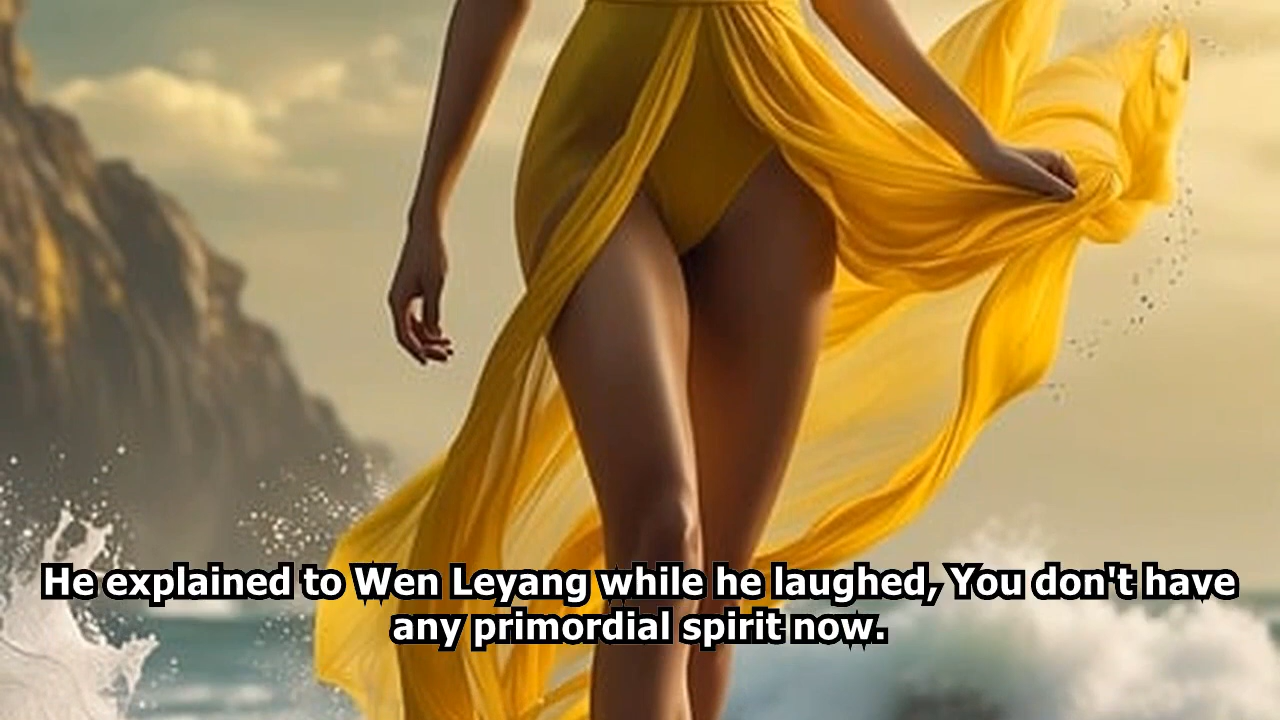 He explained to Wen Leyang while he laughed, You don't have
any primordial spirit now.